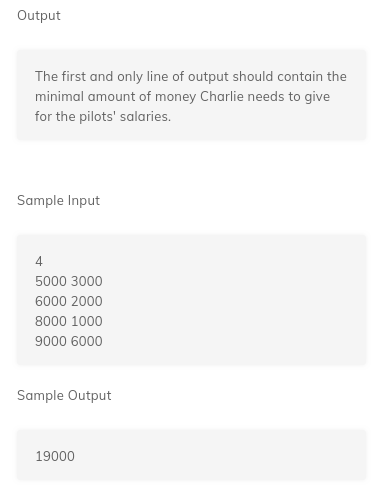 Output
The first and only line of output should contain the
minimal amount of money Charlie needs to give
for the pilots' salaries.
Sample Input
4
5000 3000
6000 2000
8000 1000
9000 6000
Sample Output
19000